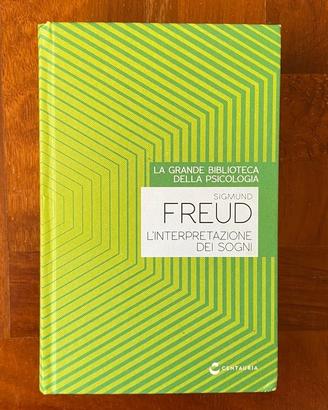 LA GRANDE BIBLIOTECA
DELLA PSICOLOGIA
SIGMUND
FREUD
L'INTERPRETAZIONE
DEI SOGNI
CENTAURIA